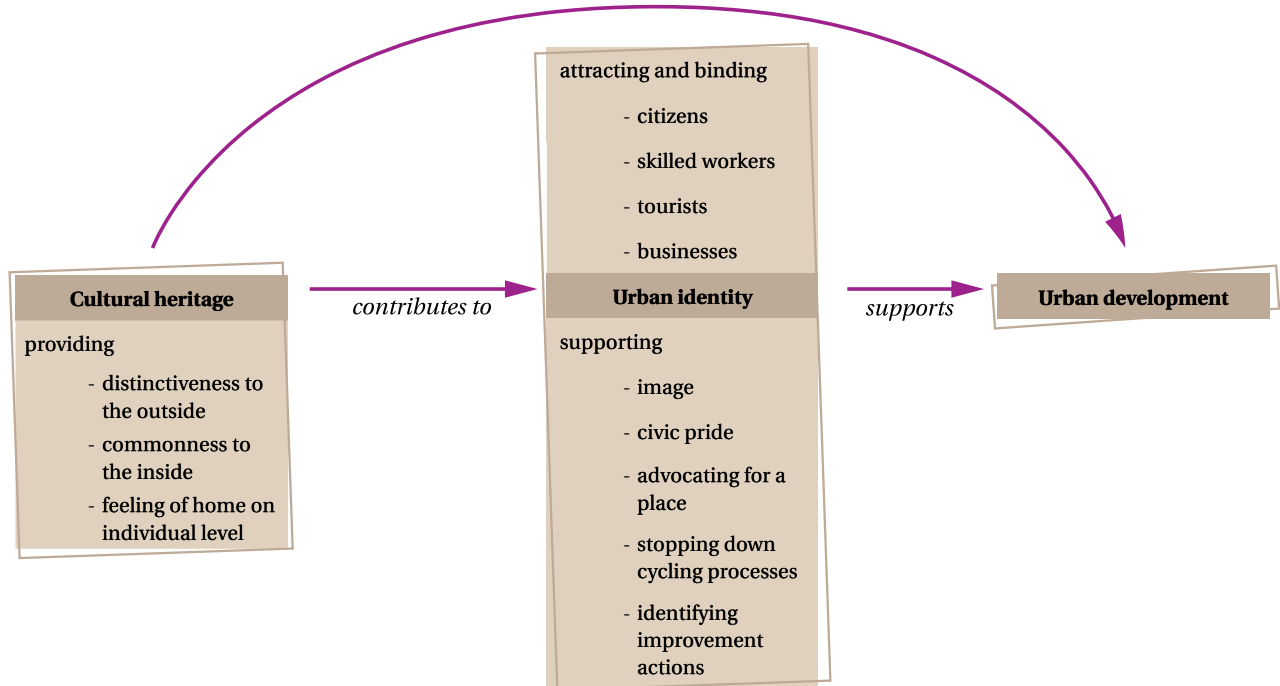 Cultural heritage
providing
- distinctiveness to
the outside
- commonness to
the inside
- feeling of home on
individual level
contributes to
attracting and binding
- citizens
- skilled workers
- tourists
- businesses
Urban identity
supporting
- image
- civic pride
- advocating for a
place
- stopping down
cycling processes
- identifying
improvement
actions
supports
Urban development